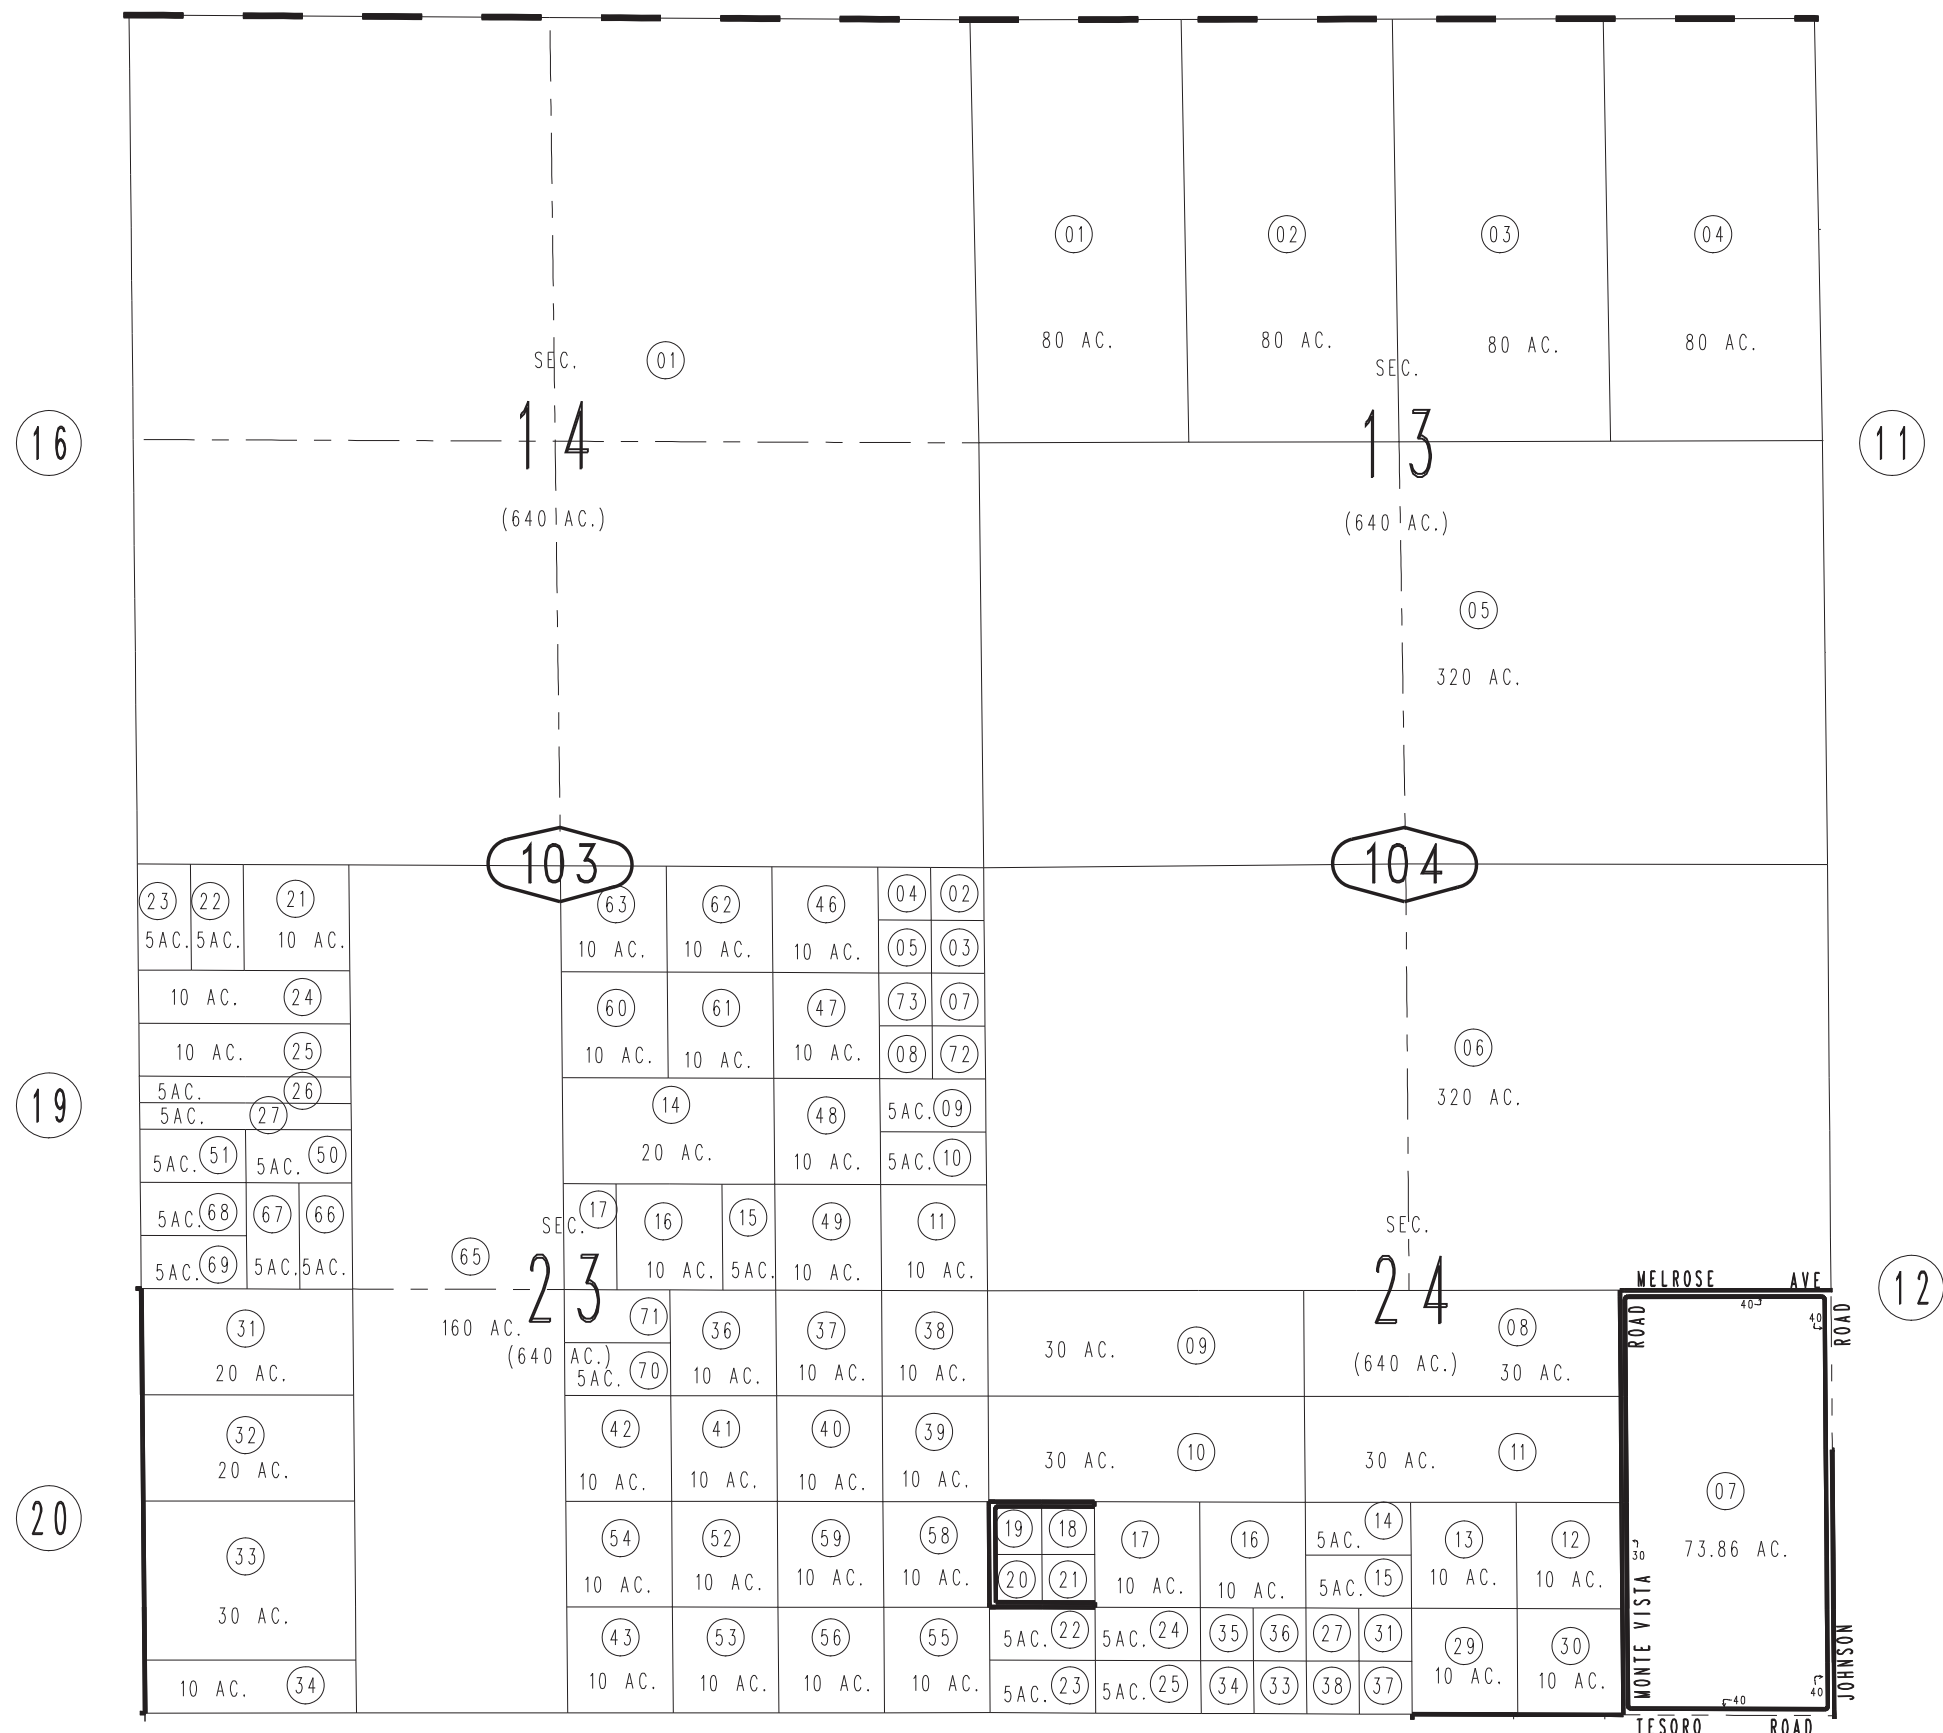 01
02
03
04
80 AC.
80 AC.
80 AC.
80 AC.
SEC.
01
SEC.
16
14
13
11
(640 AC.)
(640 AC.)
05
320 AC.
103
104
23
22
21
63
62
46
04
02
5AC.
5AC.
10 AC.
10 AC.
10 AC.
10 AC.
05
03
10 AC.
24
60
61
47
73
07
10 AC.
25
10 AC.
10 AC.
10 AC.
08
72
06
320 AC.
19
5AC.
26
5AC.
27
14
20 AC.
48
10 AC.
5AC.
09
5AC.
10
5AC.
51
5AC.
50
5AC.
68
67
66
5AC.
69
5AC.
5AC.
SEC.
17
16
15
49
11
10 AC.
5AC.
10 AC.
10 AC.
65
23
160 AC.
(640 AC.)
SEC.
24
(640 AC.)
MELROSE AVE
12
31
20 AC.
71
5AC.
70
36
10 AC.
37
10 AC.
38
10 AC.
30 AC.
09
08
30 AC.
ROAD
40
40
ROAD
32
20 AC.
42
10 AC.
41
10 AC.
40
10 AC.
39
10 AC.
30 AC.
10
30 AC.
11
20
07
73.86 AC.
33
30 AC.
54
10 AC.
52
10 AC.
59
10 AC.
58
10 AC.
19
18
20
21
17
10 AC.
16
10 AC.
5AC.
14
5AC.
15
13
10 AC.
12
10 AC.
30
MONTE VISTA
10 AC.
34
43
10 AC.
53
10 AC.
56
10 AC.
55
10 AC.
5AC.
22
5AC.
24
35
36
27
31
5AC.
23
5AC.
25
34
33
38
37
29
10 AC.
30
10 AC.
40
40
JOHNSON
TESORO ROAD